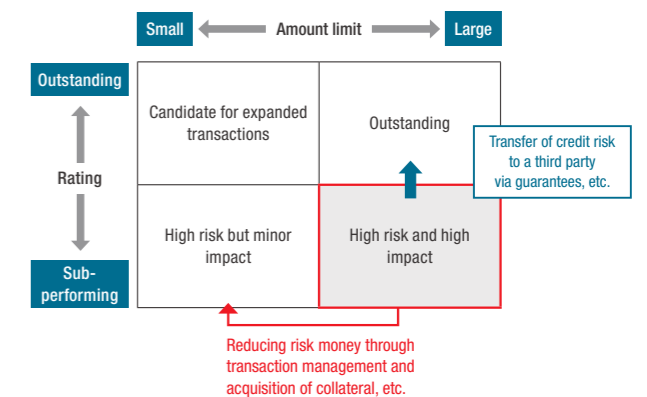 Small
Amount limit
Large
Outstanding
Rating
Sub-
performing
Candidate for expanded
transactions
Outstanding
Transfer of credit risk
to a third party
via guarantees, etc.
High risk but minor
impact
High risk and high
impact
Reducing risk money through
transaction management and
acquisition of collateral, etc.